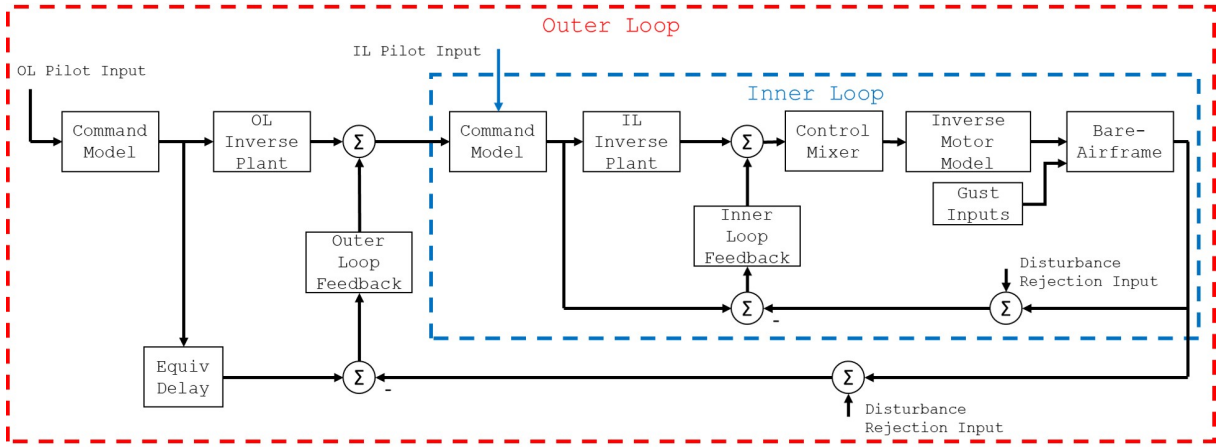 Outer Loop
IL Pilot Input
OL Pilot Input
Inner Loop
Command
Model
OL
Inverse
Plant
Σ
Command
Model
IL
Inverse
Plant
Σ
Control
Mixer
Inverse
Motor
Model
Bare-
Airframe
Gust
Inputs
Outer
Loop
Feedback
Inner
Loop
Feedback
Disturbance
Rejection Input
Σ
-
Σ
Equiv
Delay
Σ
-
Σ
Disturbance
Rejection Input